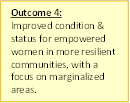 Outcome 4:
Improved condition &
status for empowered
women in more resilient
communities, with a
focus on marginalized
areas.